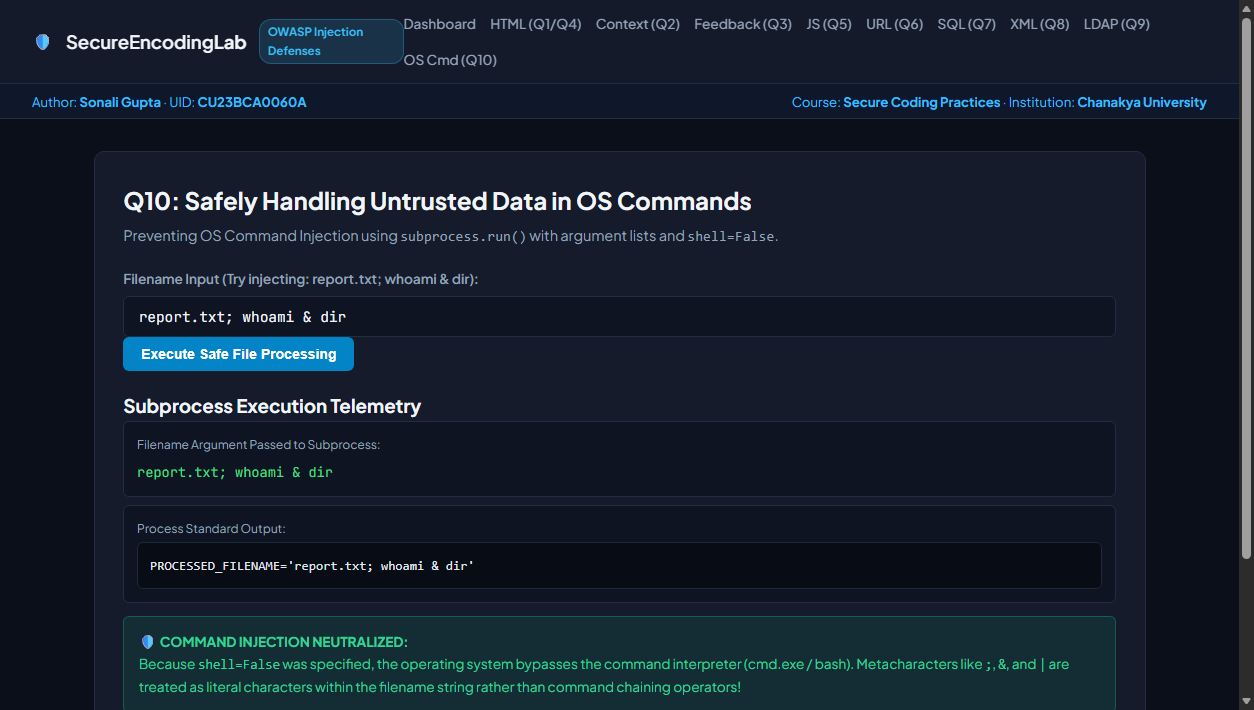 SecureEncodingLab
OWASP Injection
Defenses
Dashboard HTML (Q1/Q4) Context (Q2) Feedback (Q3) JS (Q5) URL (Q6) SQL (Q7) XML (Q8) LDAP (Q9)
OS Cmd (Q10)
Author: Sonali Gupta · UID: CU23BCA0060A
Course: Secure Coding Practices · Institution: Chanakya University
Q10: Safely Handling Untrusted Data in OS Commands
Preventing OS Command Injection using subprocess.run() with argument lists and shell=False.
Filename Input (Try injecting: report.txt; whoami & dir):
report.txt; whoami & dir
Execute Safe File Processing
Subprocess Execution Telemetry
Filename Argument Passed to Subprocess:
report.txt; whoami & dir
Process Standard Output:
PROCESSED_FILENAME='report.txt; whoami & dir'
COMMAND INJECTION NEUTRALIZED:
Because shell=False was specified, the operating system bypasses the command interpreter (cmd.exe / bash). Metacharacters like ;, &, and | are
treated as literal characters within the filename string rather than command chaining operators!